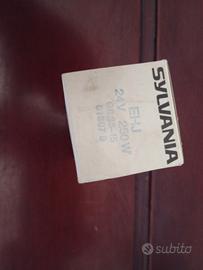 SYLVANIA
EHJ
24V 250W
subito